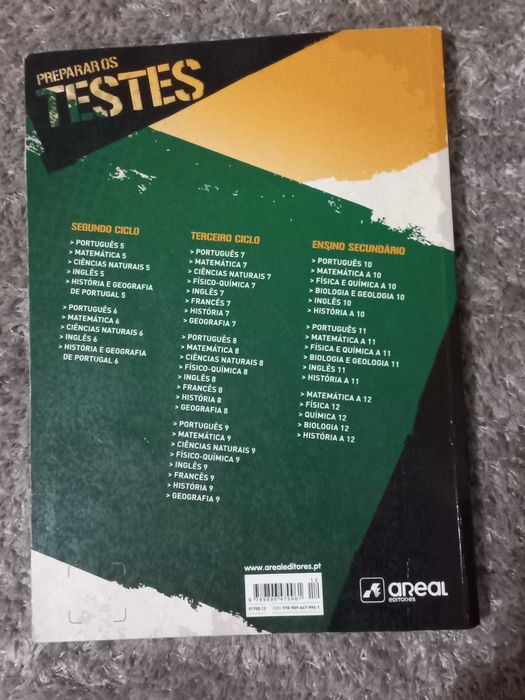 PREPARAR OS
TESTES
SEGUNDO CICLO
> PORTUGUÊS 5
> MATEMÁTICA 5
> CIÊNCIAS NATURAIS 5
> INGLÊS 5
> HISTÓRIA E GEOGRAFIA
DE PORTUGAL 5
> PORTUGUÊS 6
> MATEMÁTICA 6
> CIÊNCIAS NATURAIS 6
> INGLÊS 6
> HISTÓRIA E GEOGRAFIA
DE PORTUGAL 6
TERCEIRO CICLO
> PORTUGUÊS 7
> MATEMÁTICA 7
> CIÊNCIAS NATURAIS 7
> FÍSICO-QUÍMICA 7
> INGLÊS 7
> FRANCÊS 7
> HISTÓRIA 7
> GEOGRAFIA 7
> PORTUGUÊS 8
> MATEMÁTICA 8
> CIÊNCIAS NATURAIS 8
> FÍSICO-QUÍMICA 8
> INGLÊS 8
> FRANCÊS 8
> HISTÓRIA 8
> GEOGRAFIA 8
> PORTUGUÊS 9
> MATEMÁTICA 9
> CIÊNCIAS NATURAIS 9
> FÍSICO-QUÍMICA 9
> INGLÊS 9
> FRANCÊS 9
> HISTÓRIA 9
> GEOGRAFIA 9
ENSINO SECUNDÁRIO
> PORTUGUÊS 10
> MATEMÁTICA A 10
> FÍSICA E QUÍMICA A 10
> BIOLOGIA E GEOLOGIA 10
> INGLÊS 10
> HISTÓRIA A 10
> PORTUGUÊS 11
> MATEMÁTICA A 11
> FÍSICA E QUÍMICA A 11
> BIOLOGIA E GEOLOGIA 11
> INGLÊS 11
> HISTÓRIA A 11
> MATEMÁTICA A 12
> FÍSICA 12
> QUÍMICA 12
> BIOLOGIA 12
> HISTÓRIA A 12
www.arealeditores.pt
12
ISBN 978-989-647-996-1
areal
editores